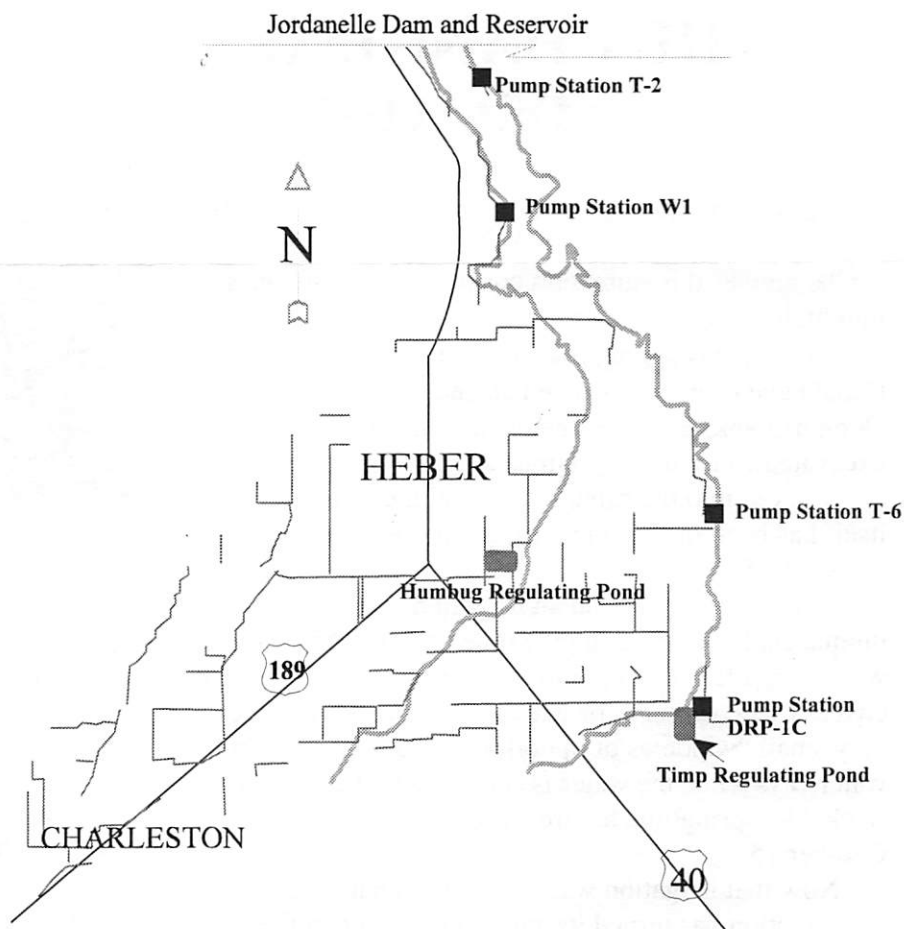 Jordanelle Dam and Reservoir
Pump Station T-2
Pump Station W1
N
HEBER
Pump Station T-6
Humbug Regulating Pond
189
Pump Station
DRP-1C
Timp Regulating Pond
CHARLESTON
40